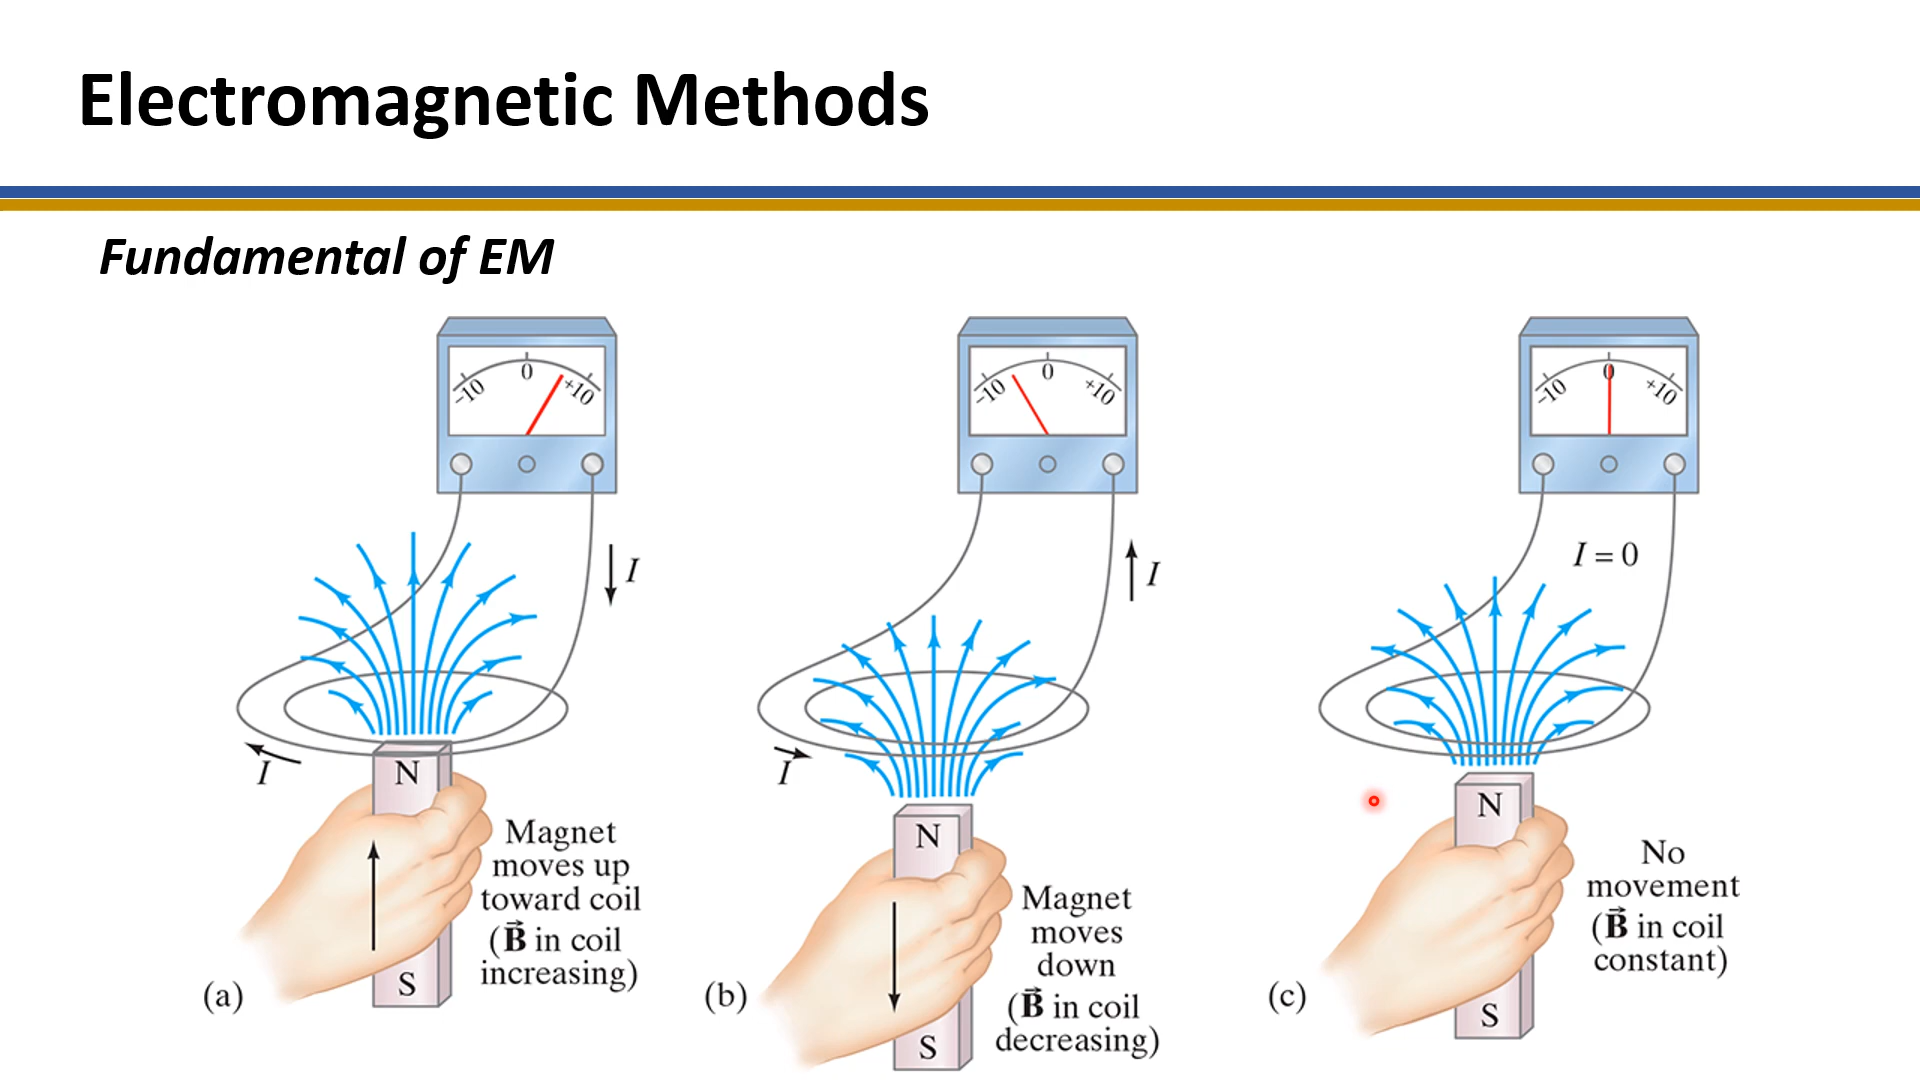 Electromagnetic Methods
Fundamental of EM
−10 0 +10
I
I
N
S
Magnet
moves up
toward coil
(B⃗ in coil
increasing)
(a)
−10 0 +10
I
I
N
S
Magnet
moves
down
(B⃗ in coil
decreasing)
(b)
−10 0 +10
I = 0
N
S
No
movement
(B⃗ in coil
constant)
(c)